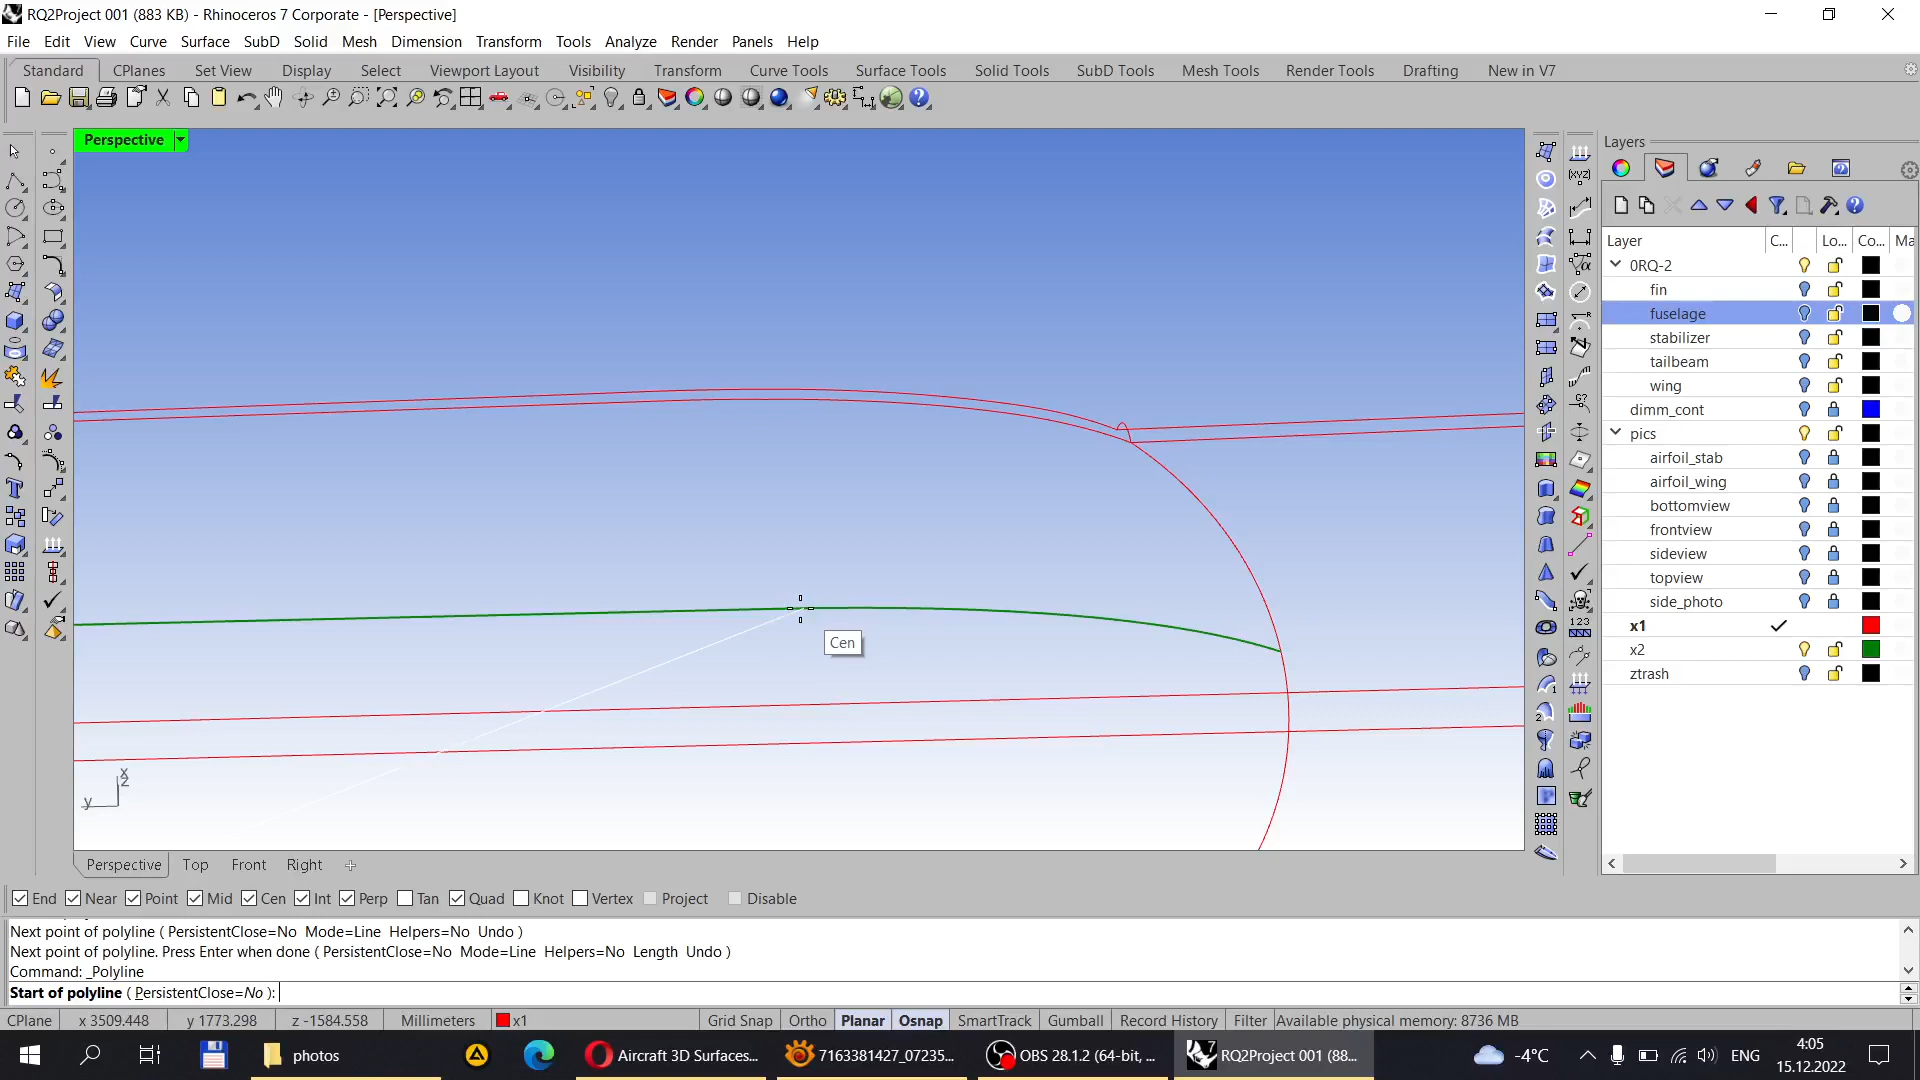 RQ2Project 001 (883 KB) - Rhinoceros 7 Corporate - [Perspective]
File Edit View Curve Surface SubD Solid Mesh Dimension Transform Tools Analyze Render Panels Help
Standard CPlanes Set View Display Select Viewport Layout Visibility Transform Curve Tools Surface Tools Solid Tools SubD Tools Mesh Tools Render Tools Drafting New in V7
Perspective
Layers
Layer C... Lo... Co... Ma
0RQ-2
fin
fuselage
stabilizer
tailbeam
wing
dimm_cont
pics
airfoil_stab
airfoil_wing
bottomview
frontview
sideview
topview
side_photo
x1
x2
ztrash
Cen
x
z
y
Perspective Top Front Right
End Near Point Mid Cen Int Perp Tan Quad Knot Vertex Project Disable
Next point of polyline ( PersistentClose=No Mode=Line Helpers=No Undo )
Next point of polyline. Press Enter when done ( PersistentClose=No Mode=Line Helpers=No Length Undo )
Command: _Polyline
Start of polyline ( PersistentClose=No ):
CPlane x 3509.448 y 1773.298 z -1584.558 Millimeters x1 Grid Snap Ortho Planar Osnap SmartTrack Gumball Record History Filter Available physical memory: 8736 MB
photos Aircraft 3D Surfaces... 7163381427_07235... OBS 28.1.2 (64-bit, ... RQ2Project 001 (88... -4°C ENG 4:05
15.12.2022